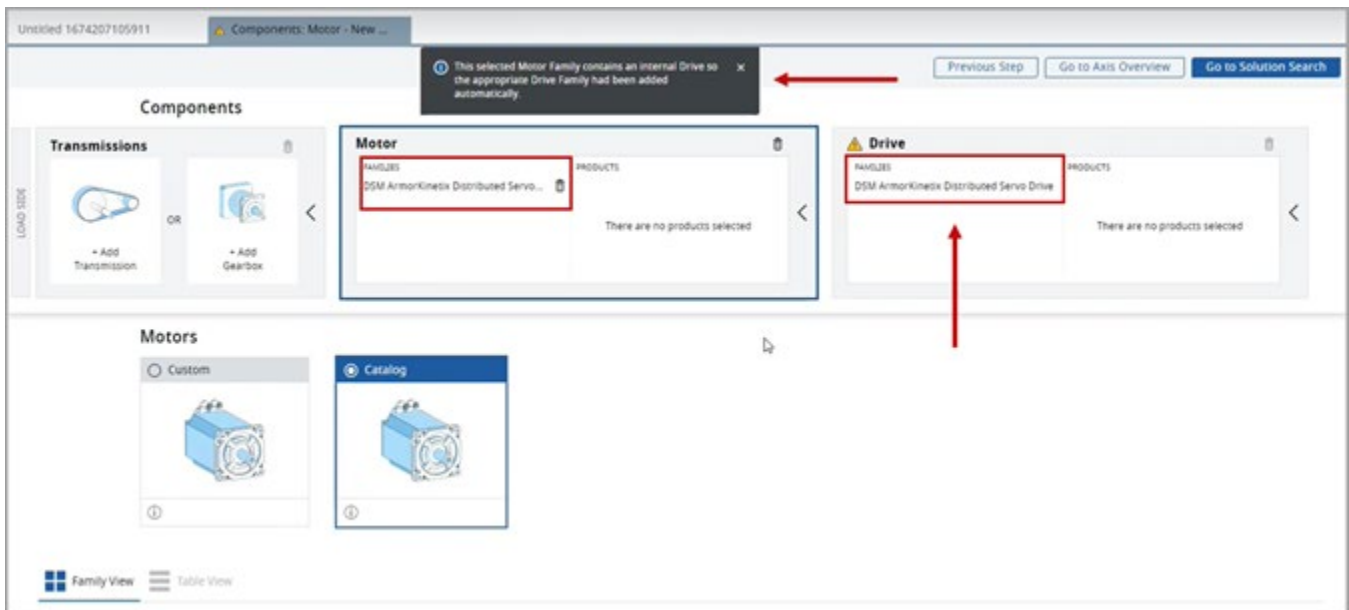 Untitled 1674207105911
Components: Motor - New ...
This selected Motor Family contains an internal Drive so
the appropriate Drive Family had been added
automatically.
Previous Step
Go to Axis Overview
Go to Solution Search
Components
LOAD SIDE
Transmissions
+ Add
Transmission
OR
+ Add
Gearbox
Motor
FAMILIES
DSM ArmorKinetix Distributed Servo...
PRODUCTS
There are no products selected
Drive
FAMILIES
DSM ArmorKinetix Distributed Servo Drive
PRODUCTS
There are no products selected
Motors
Custom
Catalog
Family View
Table View